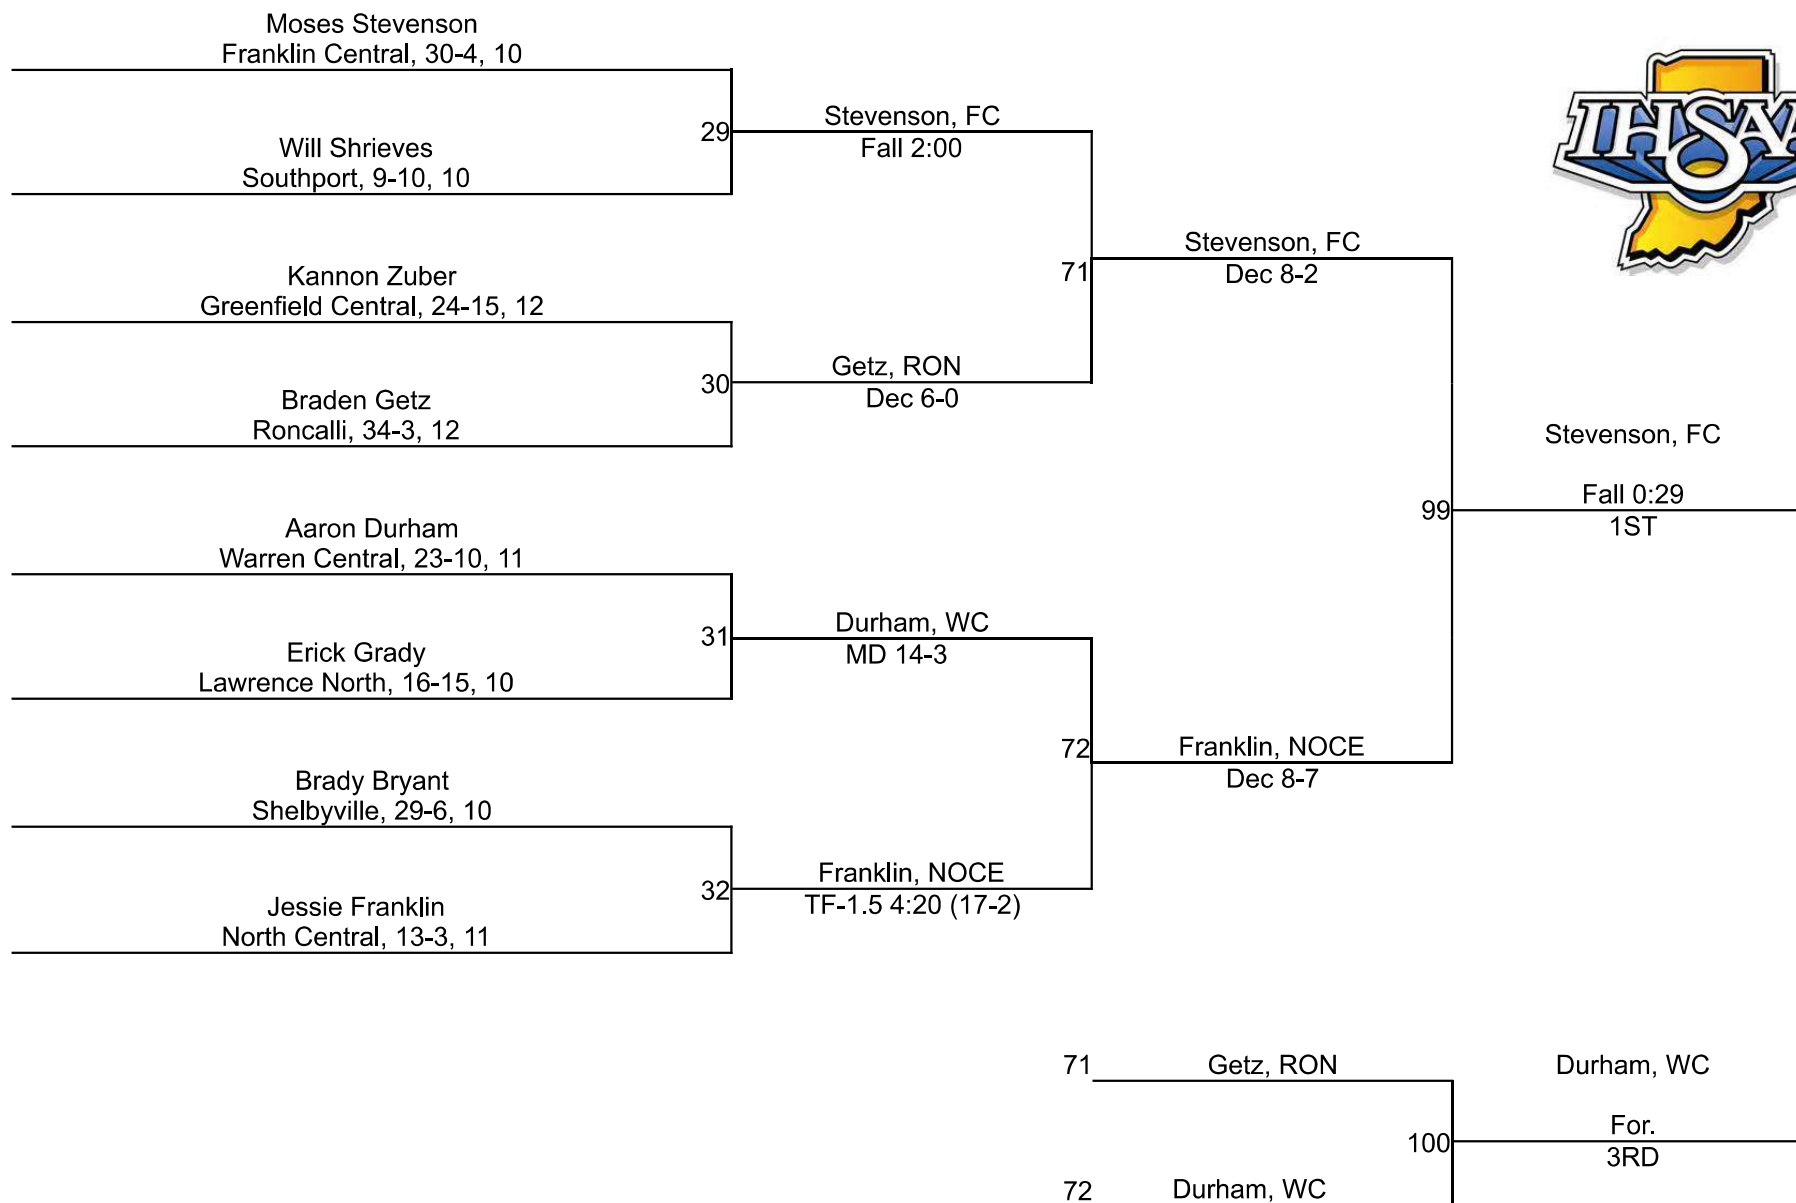 Moses Stevenson
Franklin Central, 30-4, 10
29
Stevenson, FC
Fall 2:00
Will Shrieves
Southport, 9-10, 10
IHSAA
71
Stevenson, FC
Dec 8-2
Kannon Zuber
Greenfield Central, 24-15, 12
30
Getz, RON
Dec 6-0
Braden Getz
Roncalli, 34-3, 12
99
Stevenson, FC
Fall 0:29
1ST
Aaron Durham
Warren Central, 23-10, 11
31
Durham, WC
MD 14-3
Erick Grady
Lawrence North, 16-15, 10
72
Franklin, NOCE
Dec 8-7
Brady Bryant
Shelbyville, 29-6, 10
32
Franklin, NOCE
TF-1.5 4:20 (17-2)
Jessie Franklin
North Central, 13-3, 11
71
Getz, RON
Durham, WC
100
For.
3RD
72
Durham, WC